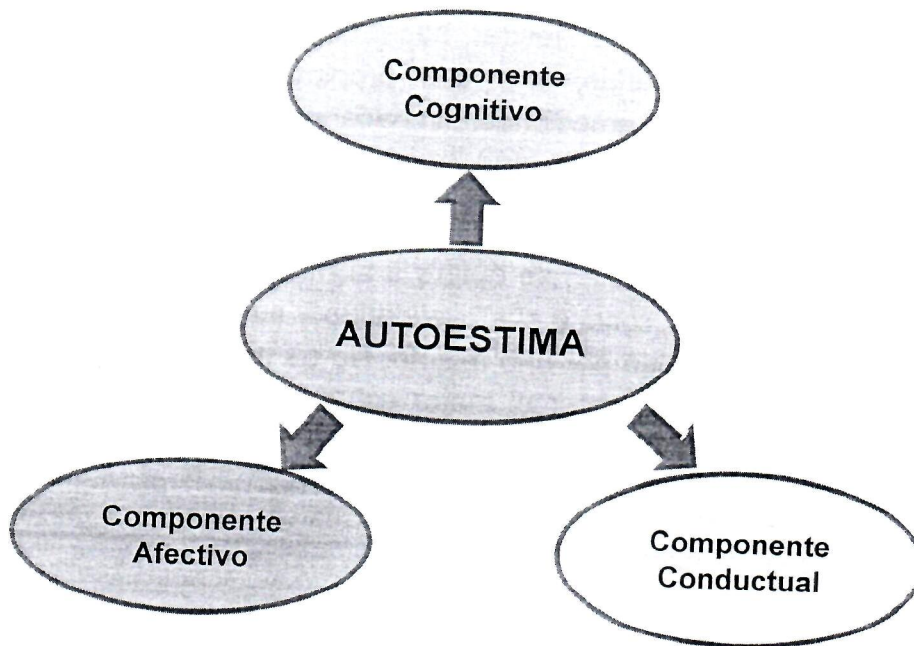 Componente
Cognitivo
AUTOESTIMA
Componente
Afectivo
Componente
Conductual